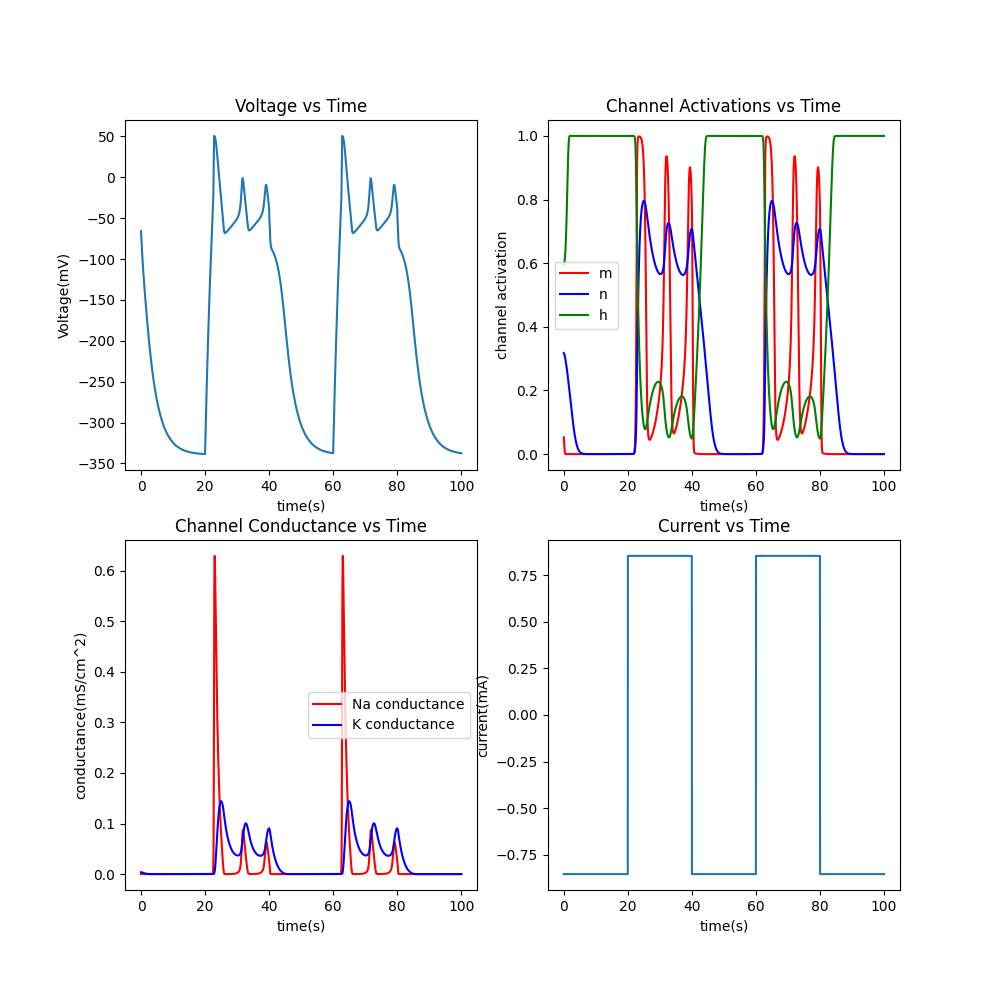 Voltage vs Time
Voltage(mV)
50
0
−50
−100
−150
−200
−250
−300
−350
0 20 40 60 80 100
time(s)
Channel Activations vs Time
channel activation
1.0
0.8
0.6
0.4
0.2
0.0
m
n
h
0 20 40 60 80 100
time(s)
Channel Conductance vs Time
conductance(mS/cm^2)
0.6
0.5
0.4
0.3
0.2
0.1
0.0
Na conductance
K conductance
0 20 40 60 80 100
time(s)
Current vs Time
current(mA)
0.75
0.50
0.25
0.00
−0.25
−0.50
−0.75
0 20 40 60 80 100
time(s)